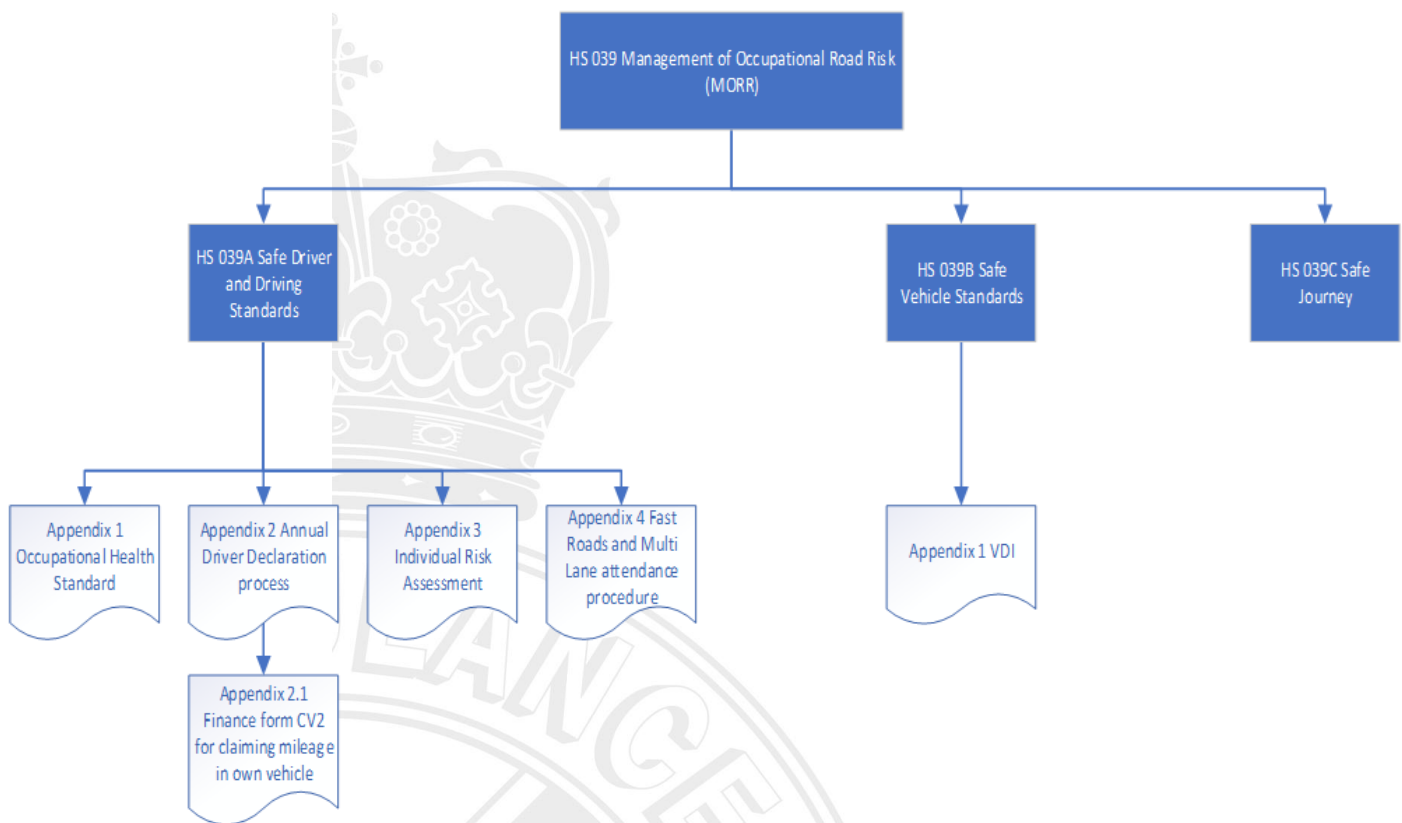 HS 039 Management of Occupational Road Risk
(MORR)
HS 039A Safe Driver
and Driving
Standards
HS 039B Safe
Vehicle Standards
HS 039C Safe
Journey
Appendix 1
Occupational Health
Standard
Appendix 2 Annual
Driver Declaration
process
Appendix 3
Individual Risk
Assessment
Appendix 4 Fast
Roads and Multi
Lane attendance
procedure
Appendix 1 VDI
Appendix 2.1
Finance form CV2
for claiming mileage
in own vehicle